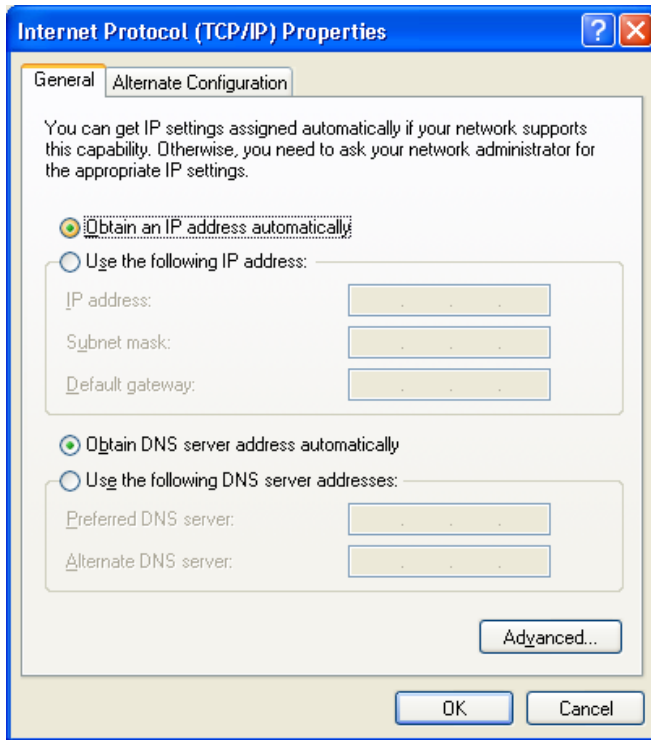 Internet Protocol (TCP/IP) Properties
General
Alternate Configuration
You can get IP settings assigned automatically if your network supports
this capability. Otherwise, you need to ask your network administrator for
the appropriate IP settings.
Obtain an IP address automatically
Use the following IP address:
IP address:
Subnet mask:
Default gateway:
Obtain DNS server address automatically
Use the following DNS server addresses:
Preferred DNS server:
Alternate DNS server:
Advanced...
OK
Cancel